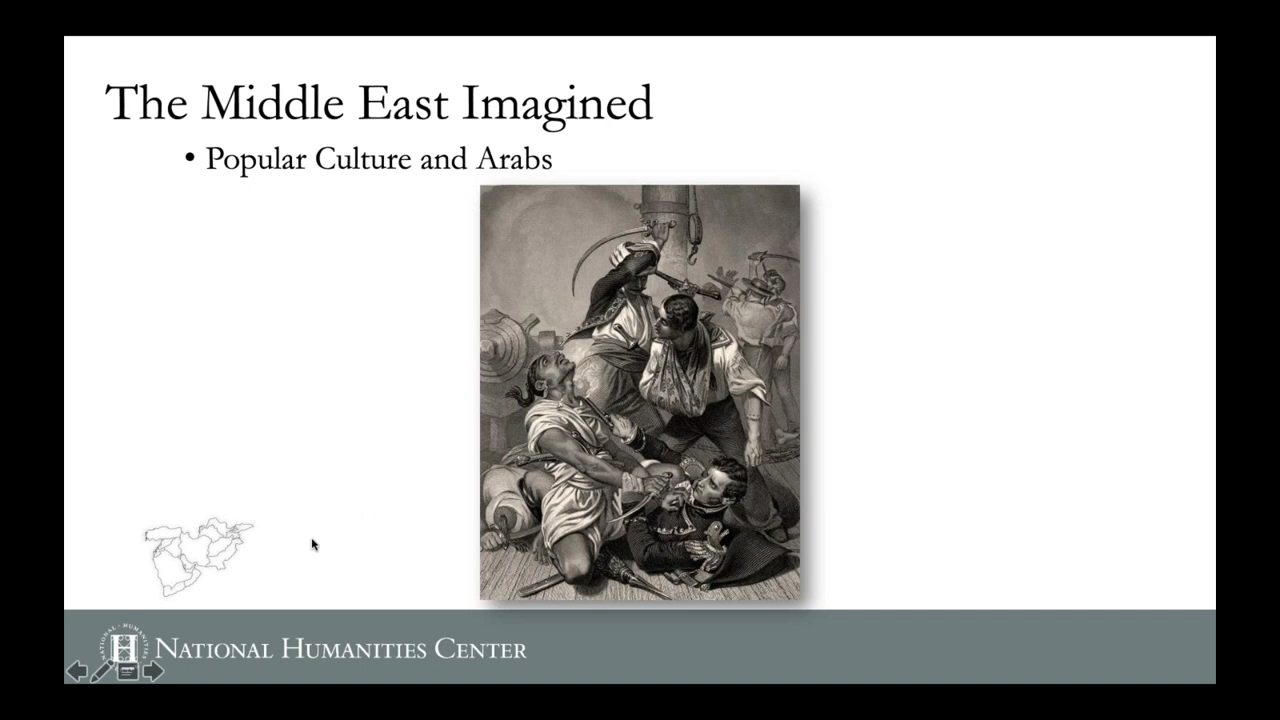 The Middle East Imagined
• Popular Culture and Arabs
NATIONAL HUMANITIES CENTER